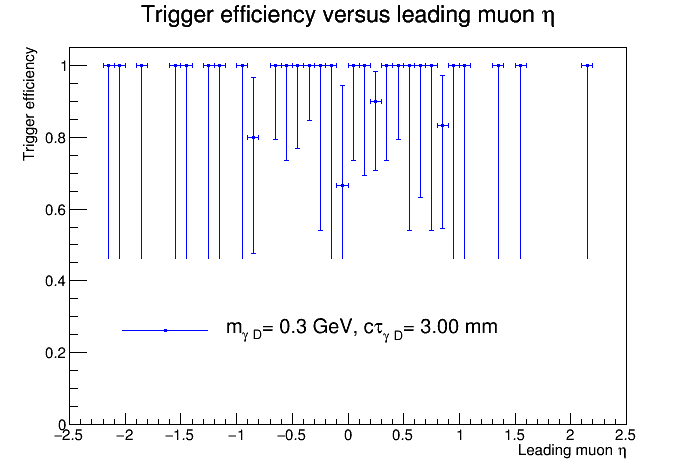 Trigger efficiency versus leading muon η
Trigger efficiency
1
0.8
0.6
0.4
0.2
0
mγ D= 0.3 GeV, cτγ D= 3.00 mm
−2.5 −2 −1.5 −1 −0.5 0 0.5 1 1.5 2 2.5
Leading muon η